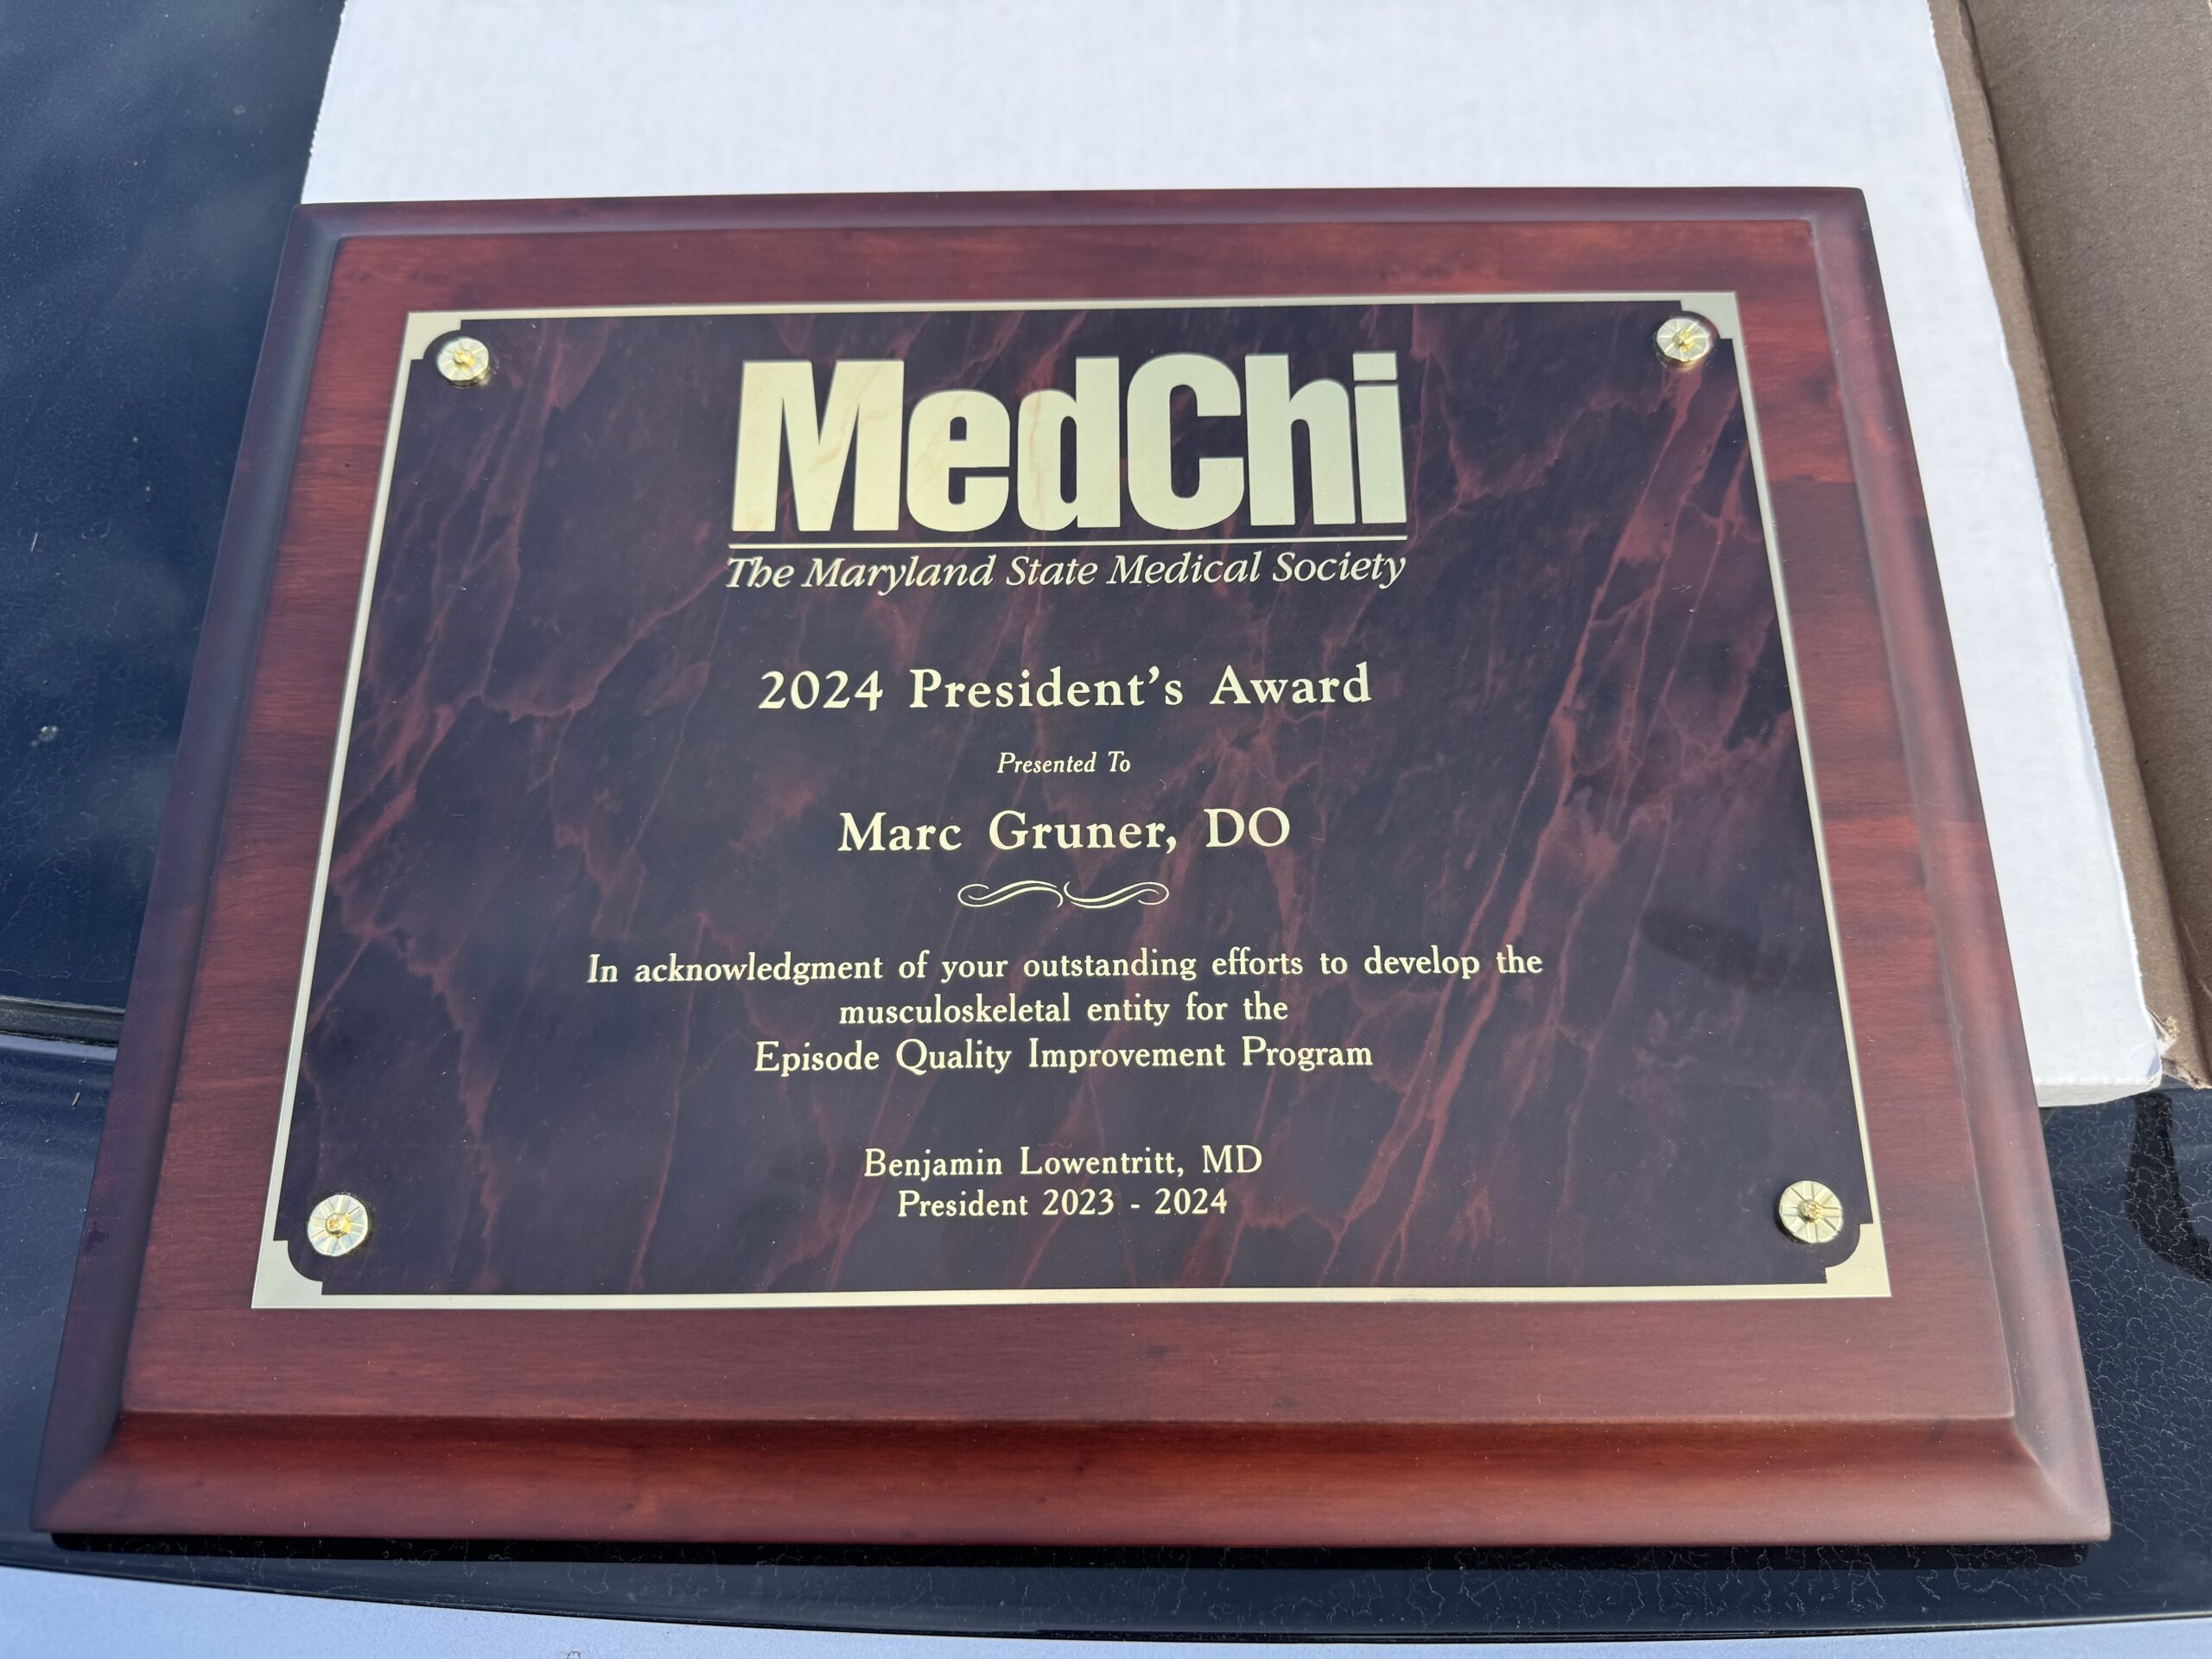 MedChi
The Maryland State Medical Society
2024 President's Award
Presented To
Marc Gruner, DO
In acknowledgment of your outstanding efforts to develop the
musculoskeletal entity for the
Episode Quality Improvement Program
Benjamin Lowentritt, MD
President 2023 - 2024